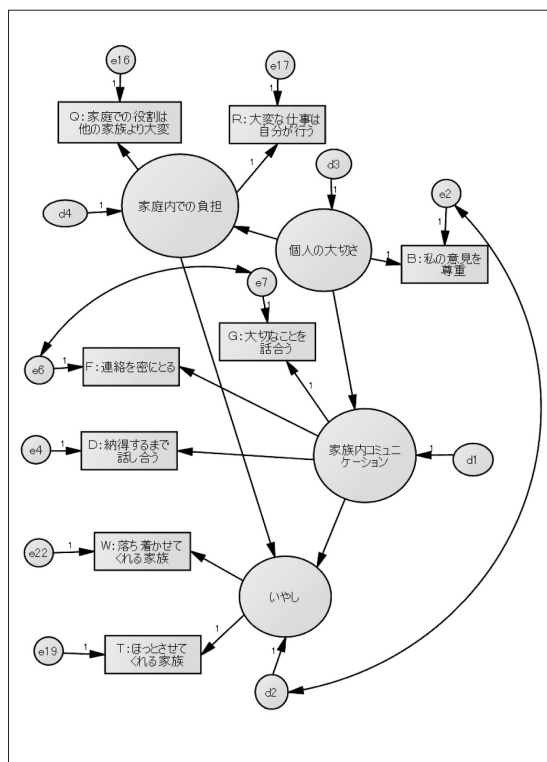 e16
e17
1
1
Q:家庭での役割は
他の家族より大変
R:大変な仕事は
自分が行う
1
d3
1
e2
d4
1
家庭内での負担
個人の大切さ
1
1
B:私の意見を
尊重
e7
1
G:大切なことを
話合う
e6
1
F:連絡を密にとる
1
e4
1
D:納得するまで
話し合う
家族内コミュニ
ケーション
1
d1
e22
1
W:落ち着かせて
くれる家族
いやし
1
e19
1
T:ほっとさせて
くれる家族
1
d2